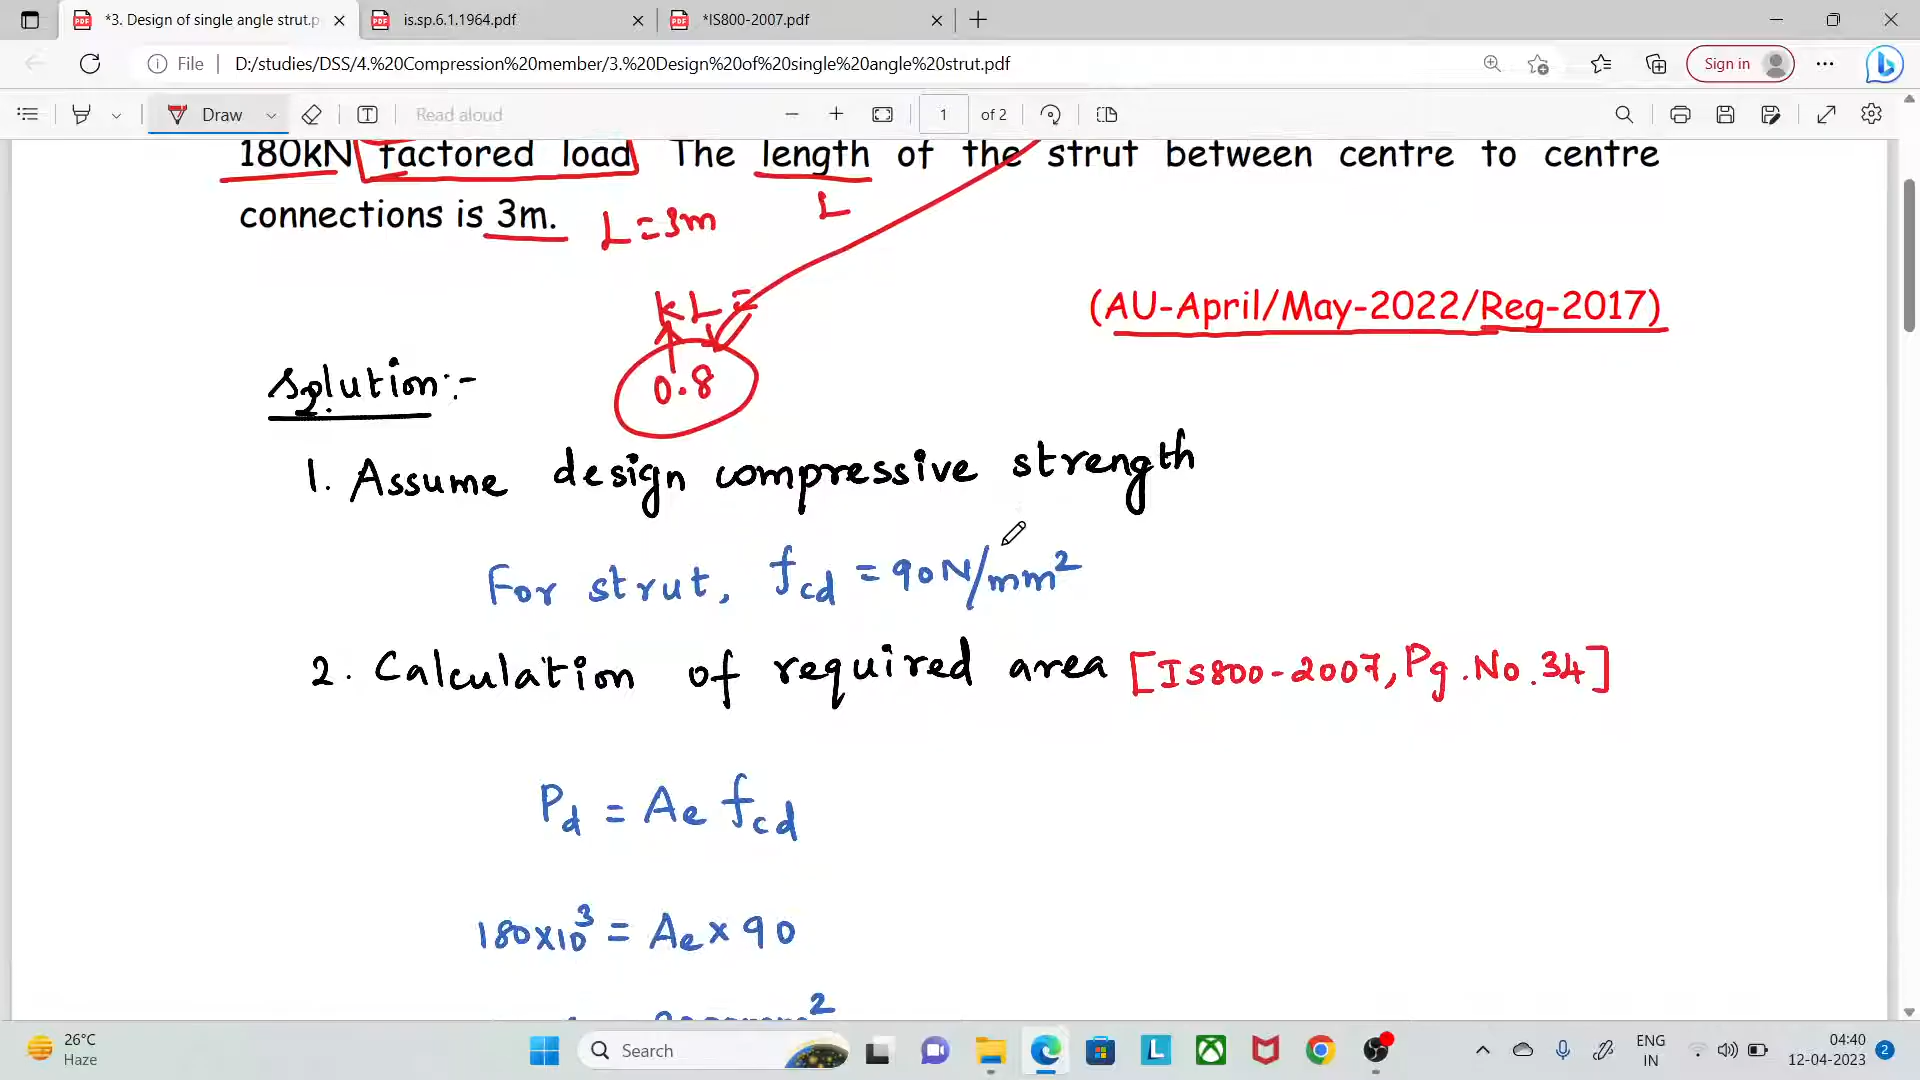 *3. Design of single angle strut.p
is.sp.6.1.1964.pdf
*IS800-2007.pdf
File
D:/studies/DSS/4.%20Compression%20member/3.%20Design%20of%20single%20angle%20strut.pdf
Sign in
Draw
Read aloud
1
of 2
180kN factored load The length of the strut between centre to centre
connections is 3m. L=3m
L
KL=
0.8
(AU-April/May-2022/Reg-2017)
Solution:-
1. Assume design compressive strength
For strut, fcd = 90N/mm²
2. Calculation of required area [IS800-2007, Pg.No.34]
Pd = Ae fcd
180x10³ = Ae x 90
26°C
Haze
Search
ENG
IN
04:40
12-04-2023
2